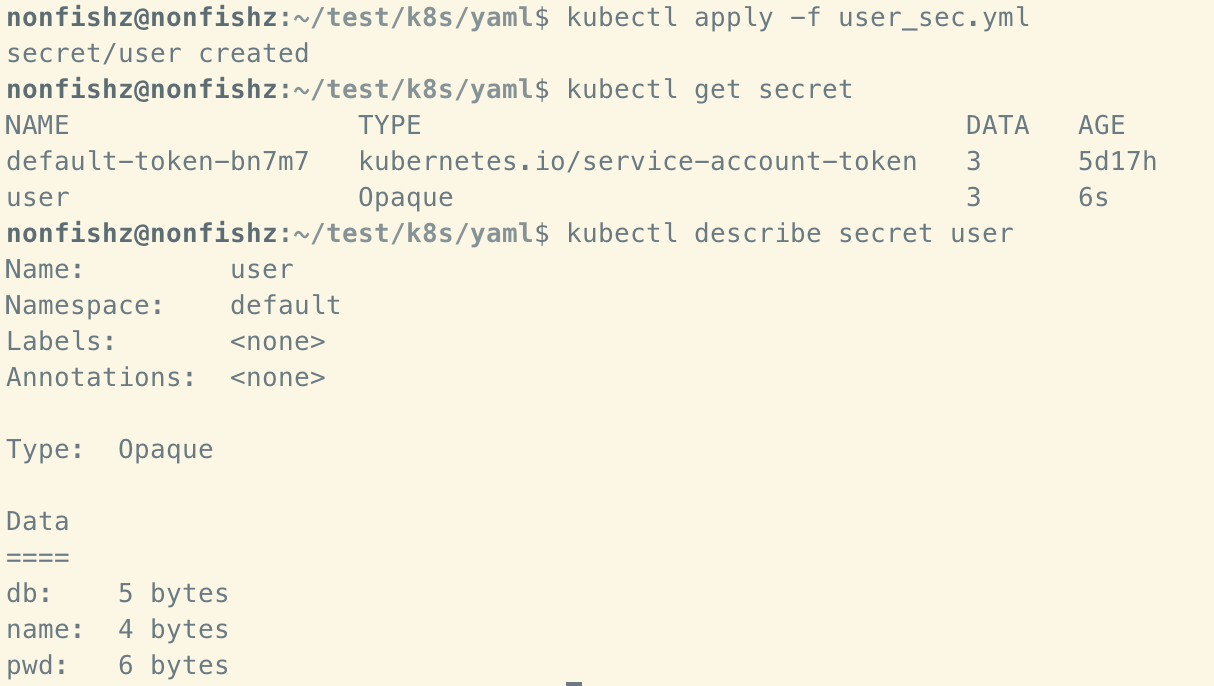 nonfishz@nonfishz:~/test/k8s/yaml$ kubectl apply -f user_sec.yml
secret/user created
nonfishz@nonfishz:~/test/k8s/yaml$ kubectl get secret
NAME                  TYPE                                  DATA   AGE
default-token-bn7m7   kubernetes.io/service-account-token   3      5d17h
user                  Opaque                                3      6s
nonfishz@nonfishz:~/test/k8s/yaml$ kubectl describe secret user
Name:         user
Namespace:    default
Labels:       <none>
Annotations:  <none>

Type:  Opaque

Data
====
db:    5 bytes
name:  4 bytes
pwd:   6 bytes